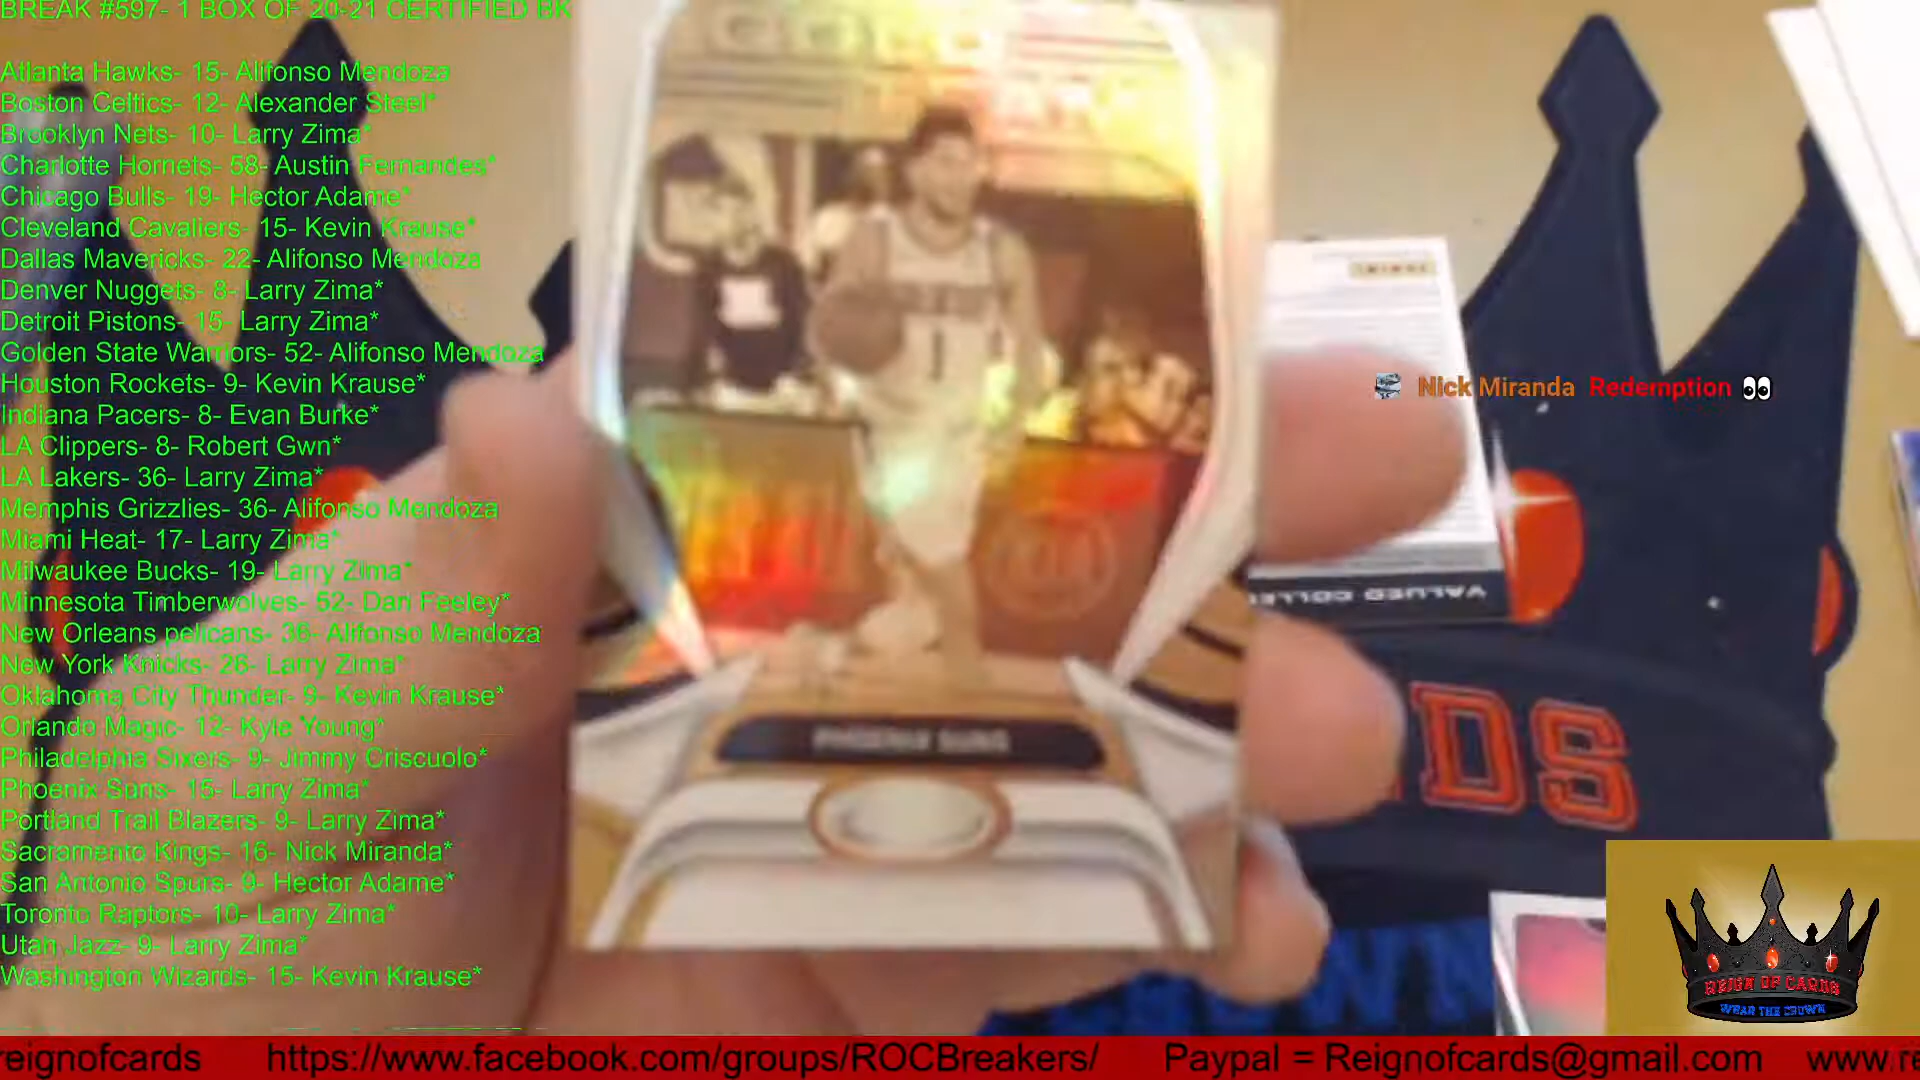 BREAK #597- 1 BOX OF 20-21 CERTIFIED BK
Atlanta Hawks- 15- Alifonso Mendoza
Boston Celtics- 12- Alexander Steel*
Brooklyn Nets- 10- Larry Zima*
Charlotte Hornets- 58- Austin Fernandes*
Chicago Bulls- 19- Hector Adame*
Cleveland Cavaliers- 15- Kevin Krause*
Dallas Mavericks- 22- Alifonso Mendoza
Denver Nuggets- 8- Larry Zima*
Detroit Pistons- 15- Larry Zima*
Golden State Warriors- 52- Alifonso Mendoza
Houston Rockets- 9- Kevin Krause*
Indiana Pacers- 8- Evan Burke*
LA Clippers- 8- Robert Gwn*
LA Lakers- 36- Larry Zima*
Memphis Grizzlies- 36- Alifonso Mendoza
Miami Heat- 17- Larry Zima*
Milwaukee Bucks- 19- Larry Zima*
Minnesota Timberwolves- 52- Dan Feeley*
New Orleans pelicans- 36- Alifonso Mendoza
New York Knicks- 26- Larry Zima*
Oklahoma City Thunder- 9- Kevin Krause*
Orlando Magic- 12- Kyle Young*
Philadelphia Sixers- 9- Jimmy Criscuolo*
Phoenix Suns- 15- Larry Zima*
Portland Trail Blazers- 9- Larry Zima*
Sacramento Kings- 16- Nick Miranda*
San Antonio Spurs- 9- Hector Adame*
Toronto Raptors- 10- Larry Zima*
Utah Jazz- 9- Larry Zima*
Washington Wizards- 15- Kevin Krause*
1
PHOENIX SUNS
PANINI
VALUED COLLE
Nick Miranda Redemption 👀
DS
OWN
REIGN OF CARDS
WEAR THE CROWN
reignofcards https://www.facebook.com/groups/ROCBreakers/ Paypal = Reignofcards@gmail.com www.re